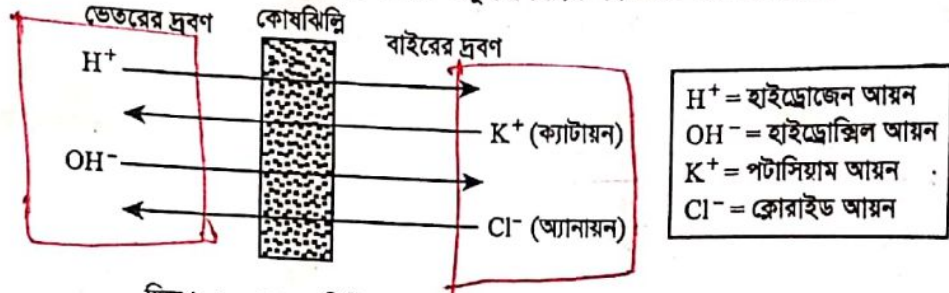 ভেতরের দ্রবণ
কোষঝিল্লি
বাইরের দ্রবণ
H⁺
K⁺ (ক্যাটায়ন)
OH⁻
Cl⁻ (অ্যানায়ন)
H⁺ = হাইড্রোজেন আয়ন
OH⁻ = হাইড্রোক্সিল আয়ন
K⁺ = পটাসিয়াম আয়ন
Cl⁻ = ক্লোরাইড আয়ন